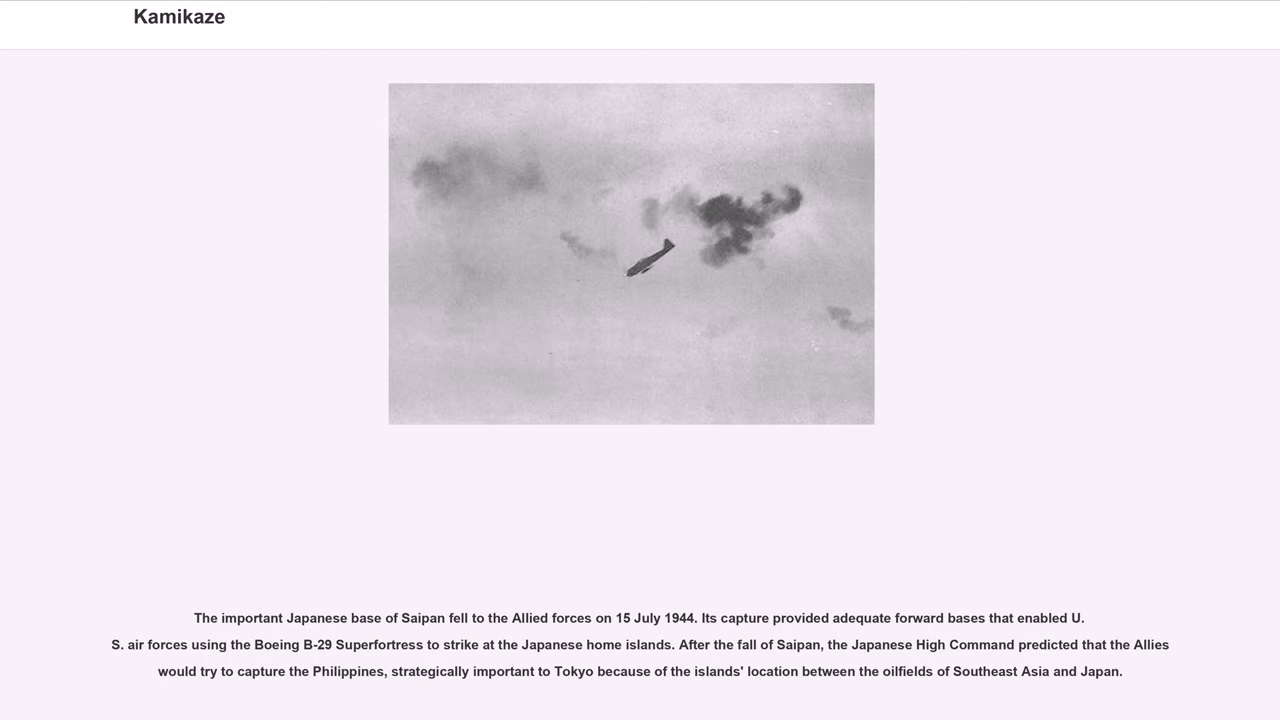 Kamikaze
The important Japanese base of Saipan fell to the Allied forces on 15 July 1944. Its capture provided adequate forward bases that enabled U.
S. air forces using the Boeing B-29 Superfortress to strike at the Japanese home islands. After the fall of Saipan, the Japanese High Command predicted that the Allies
would try to capture the Philippines, strategically important to Tokyo because of the islands' location between the oilfields of Southeast Asia and Japan.